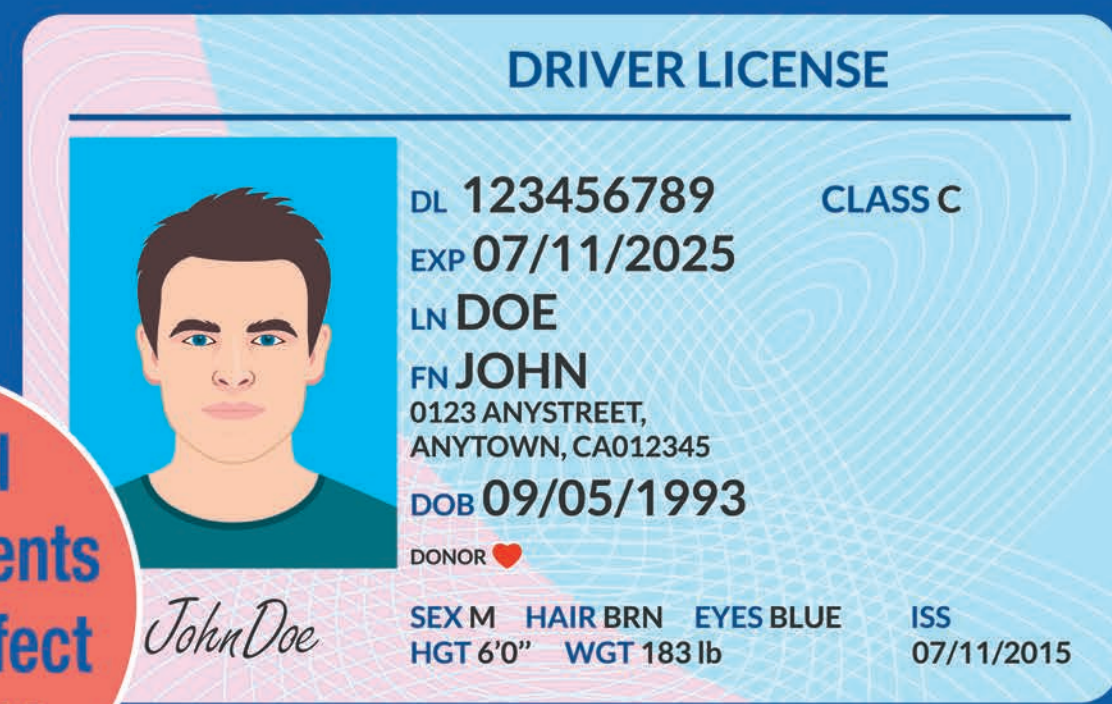 DRIVER LICENSE
DL 123456789 CLASS C
EXP 07/11/2025
LN DOE
FN JOHN
0123 ANYSTREET,
ANYTOWN, CA012345
DOB 09/05/1993
DONOR
SEX M HAIR BRN EYES BLUE ISS
HGT 6'0" WGT 183 lb 07/11/2015
John Doe